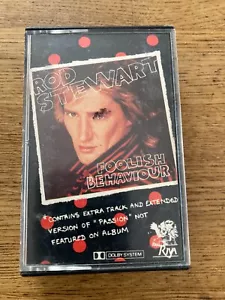 ROD
STEWART
FOOLISH
BEHAVIOUR
* CONTAINS EXTRA TRACK AND EXTENDED
VERSION OF "PASSION" NOT
FEATURED ON ALBUM
DOLBY SYSTEM
Riva